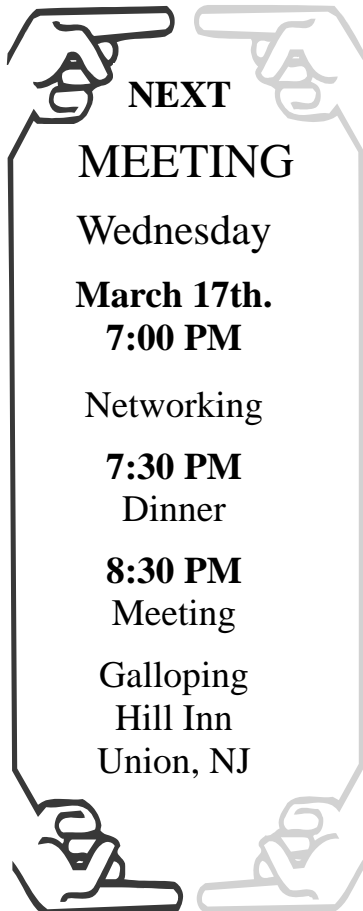 NEXT
MEETING
Wednesday
March 17th.
7:00 PM
Networking
7:30 PM
Dinner
8:30 PM
Meeting
Galloping
Hill Inn
Union, NJ